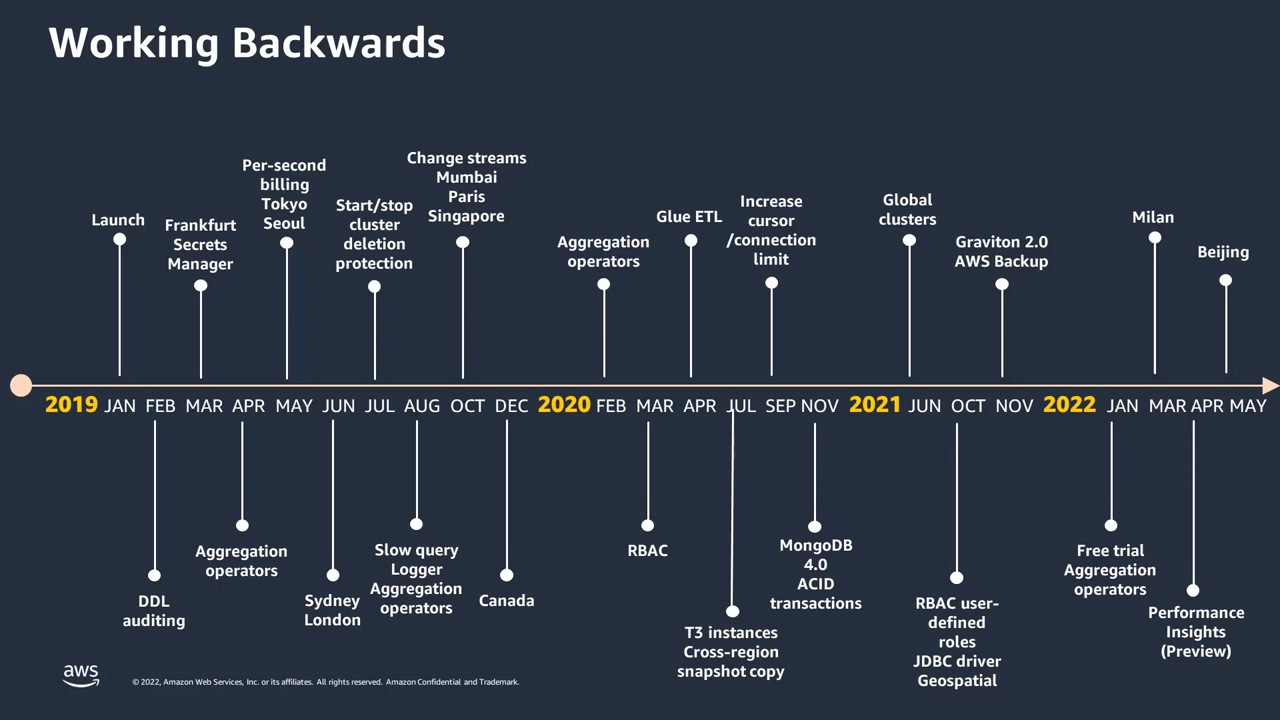 Working Backwards
Launch
Frankfurt
Secrets
Manager
Per-second
billing
Tokyo
Seoul
Start/stop
cluster
deletion
protection
Change streams
Mumbai
Paris
Singapore
Aggregation
operators
Glue ETL
Increase
cursor
/connection
limit
Global
clusters
Graviton 2.0
AWS Backup
Milan
Beijing
2019 JAN FEB MAR APR MAY JUN JUL AUG OCT DEC 2020 FEB MAR APR JUL SEP NOV 2021 JUN OCT NOV 2022 JAN MAR APR MAY
DDL
auditing
Aggregation
operators
Sydney
London
Slow query
Logger
Aggregation
operators
Canada
RBAC
T3 instances
Cross-region
snapshot copy
MongoDB
4.0
ACID
transactions
RBAC user-
defined
roles
JDBC driver
Geospatial
Free trial
Aggregation
operators
Performance
Insights
(Preview)
aws
© 2022, Amazon Web Services, Inc. or its affiliates. All rights reserved. Amazon Confidential and Trademark.